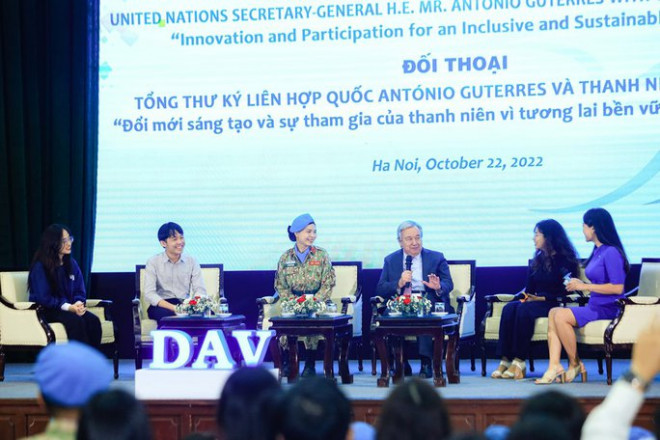 UNITED NATIONS SECRETARY-GENERAL H.E. MR. ANTÓNIO GUTERRES
“Innovation and Participation for an Inclusive and
ĐỐI THOẠI
TỔNG THƯ KÝ LIÊN HỢP QUỐC ANTÓNIO GUTERRES VÀ THANH
“Đổi mới sáng tạo và sự tham gia của thanh niên vì tương lai bền
Ha Noi, October 22, 2022
DAV